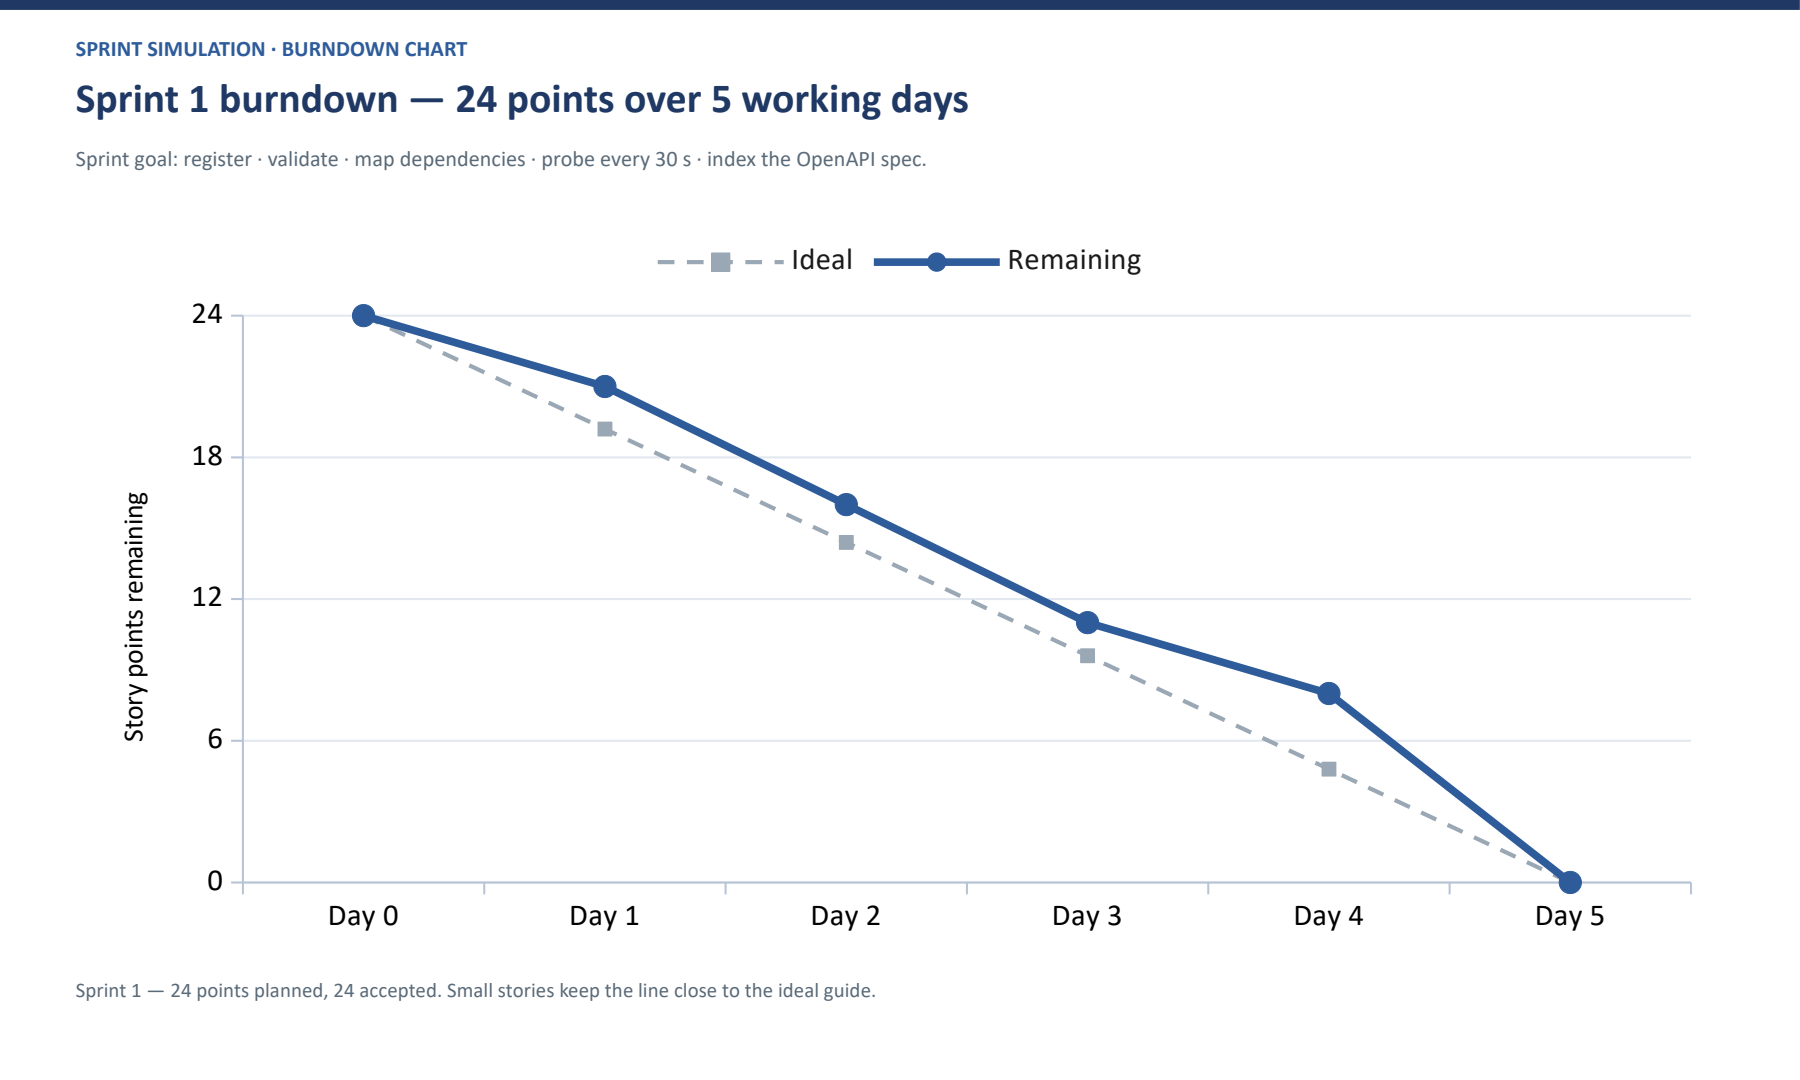 SPRINT SIMULATION · BURNDOWN CHART
Sprint 1 burndown — 24 points over 5 working days
Sprint goal: register · validate · map dependencies · probe every 30 s · index the OpenAPI spec.
Ideal
Remaining
24
18
12
6
0
Story points remaining
Day 0
Day 1
Day 2
Day 3
Day 4
Day 5
Sprint 1 — 24 points planned, 24 accepted. Small stories keep the line close to the ideal guide.